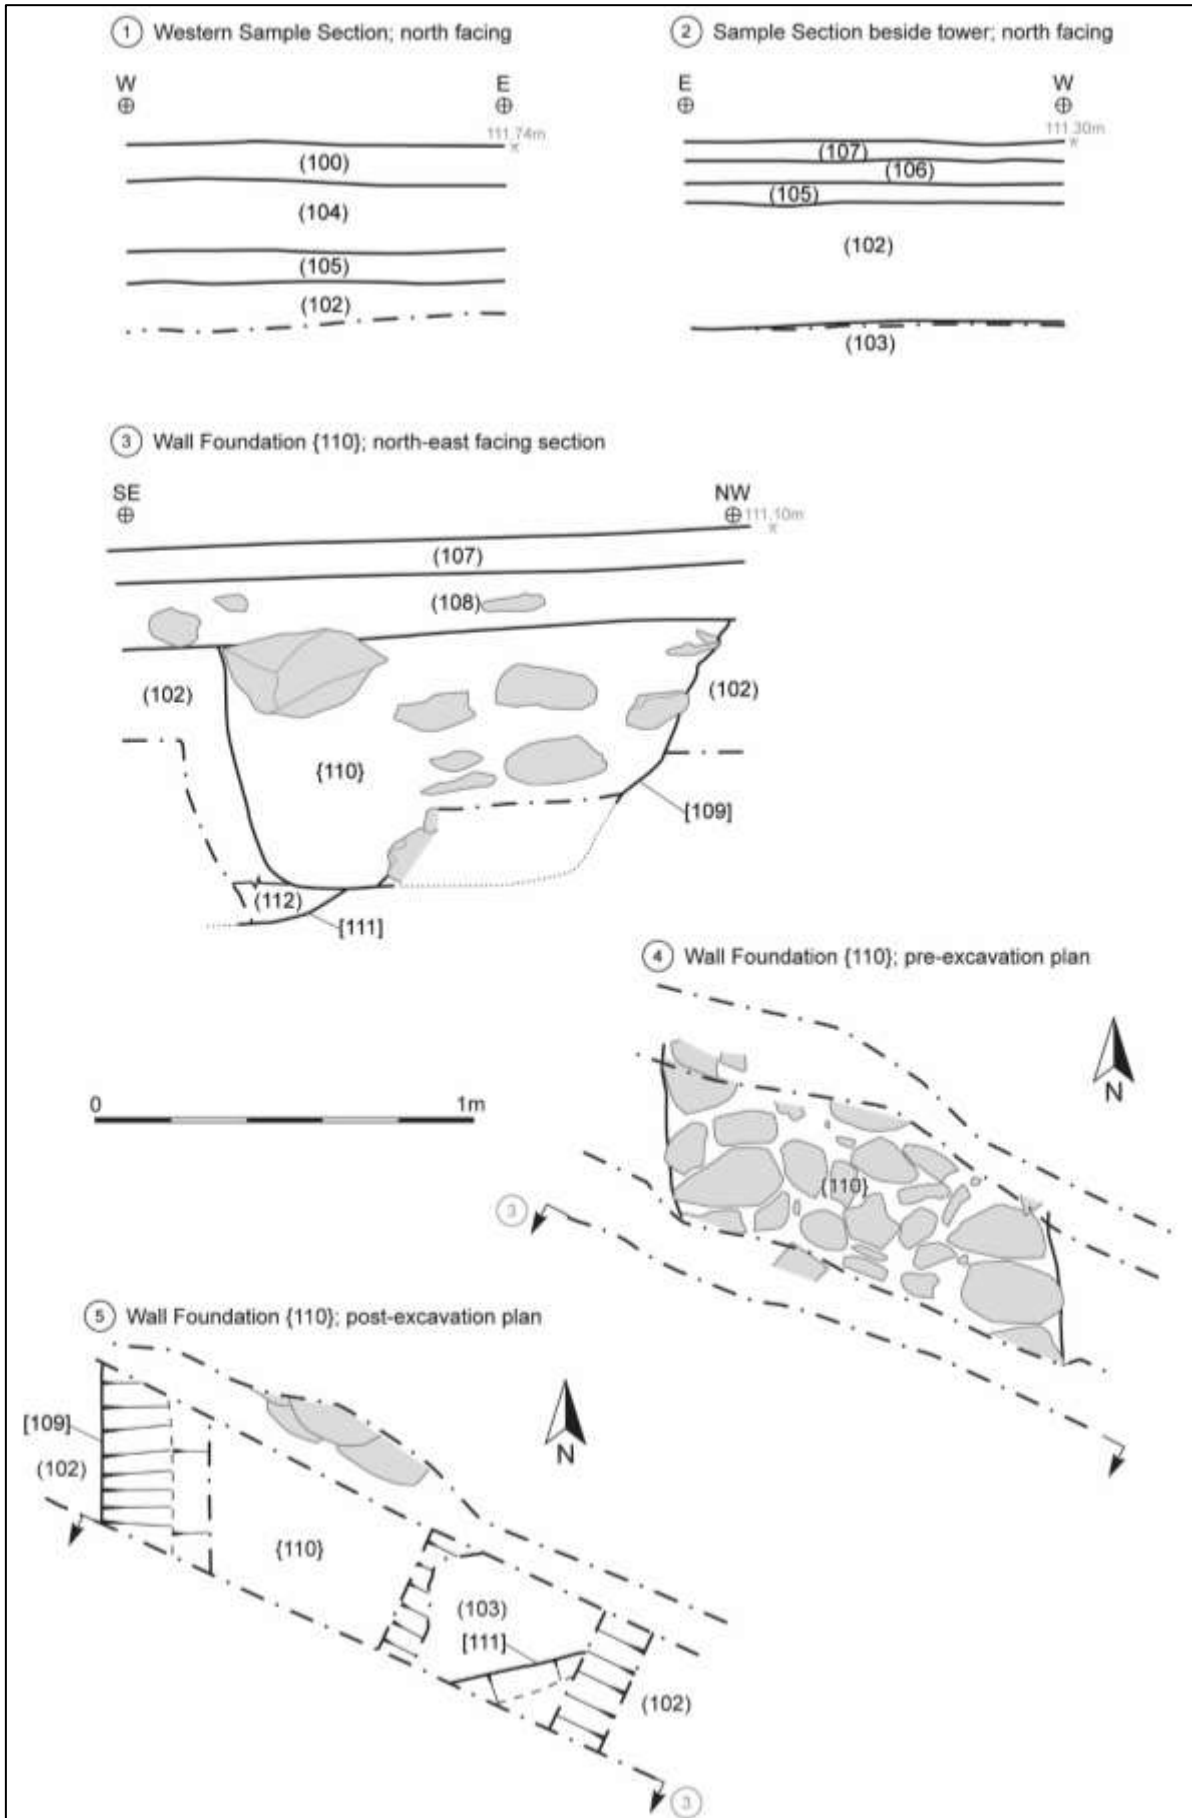 1 Western Sample Section; north facing
W E
111.74m
(100)
(104)
(105)
(102)
2 Sample Section beside tower; north facing
E W
111.30m
(107)
(106)
(105)
(102)
(103)
3 Wall Foundation {110}; north-east facing section
SE NW
111.10m
(107)
(108)
(102) (102)
{110}
[109]
(112)
[111]
4 Wall Foundation {110}; pre-excavation plan
N
0 1m
{110}
3
5 Wall Foundation {110}; post-excavation plan
[109]
N
(102)
{110}
(103)
[111]
(102)
3